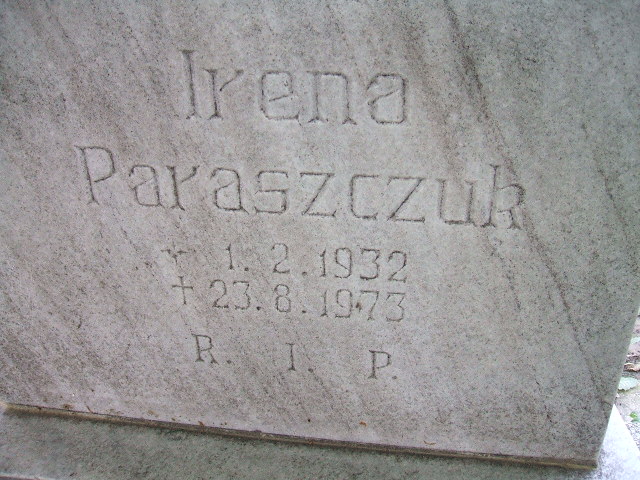 Irena
Paraszczuk
* 1. 2. 1932
† 23. 8. 1973
R. I. P.